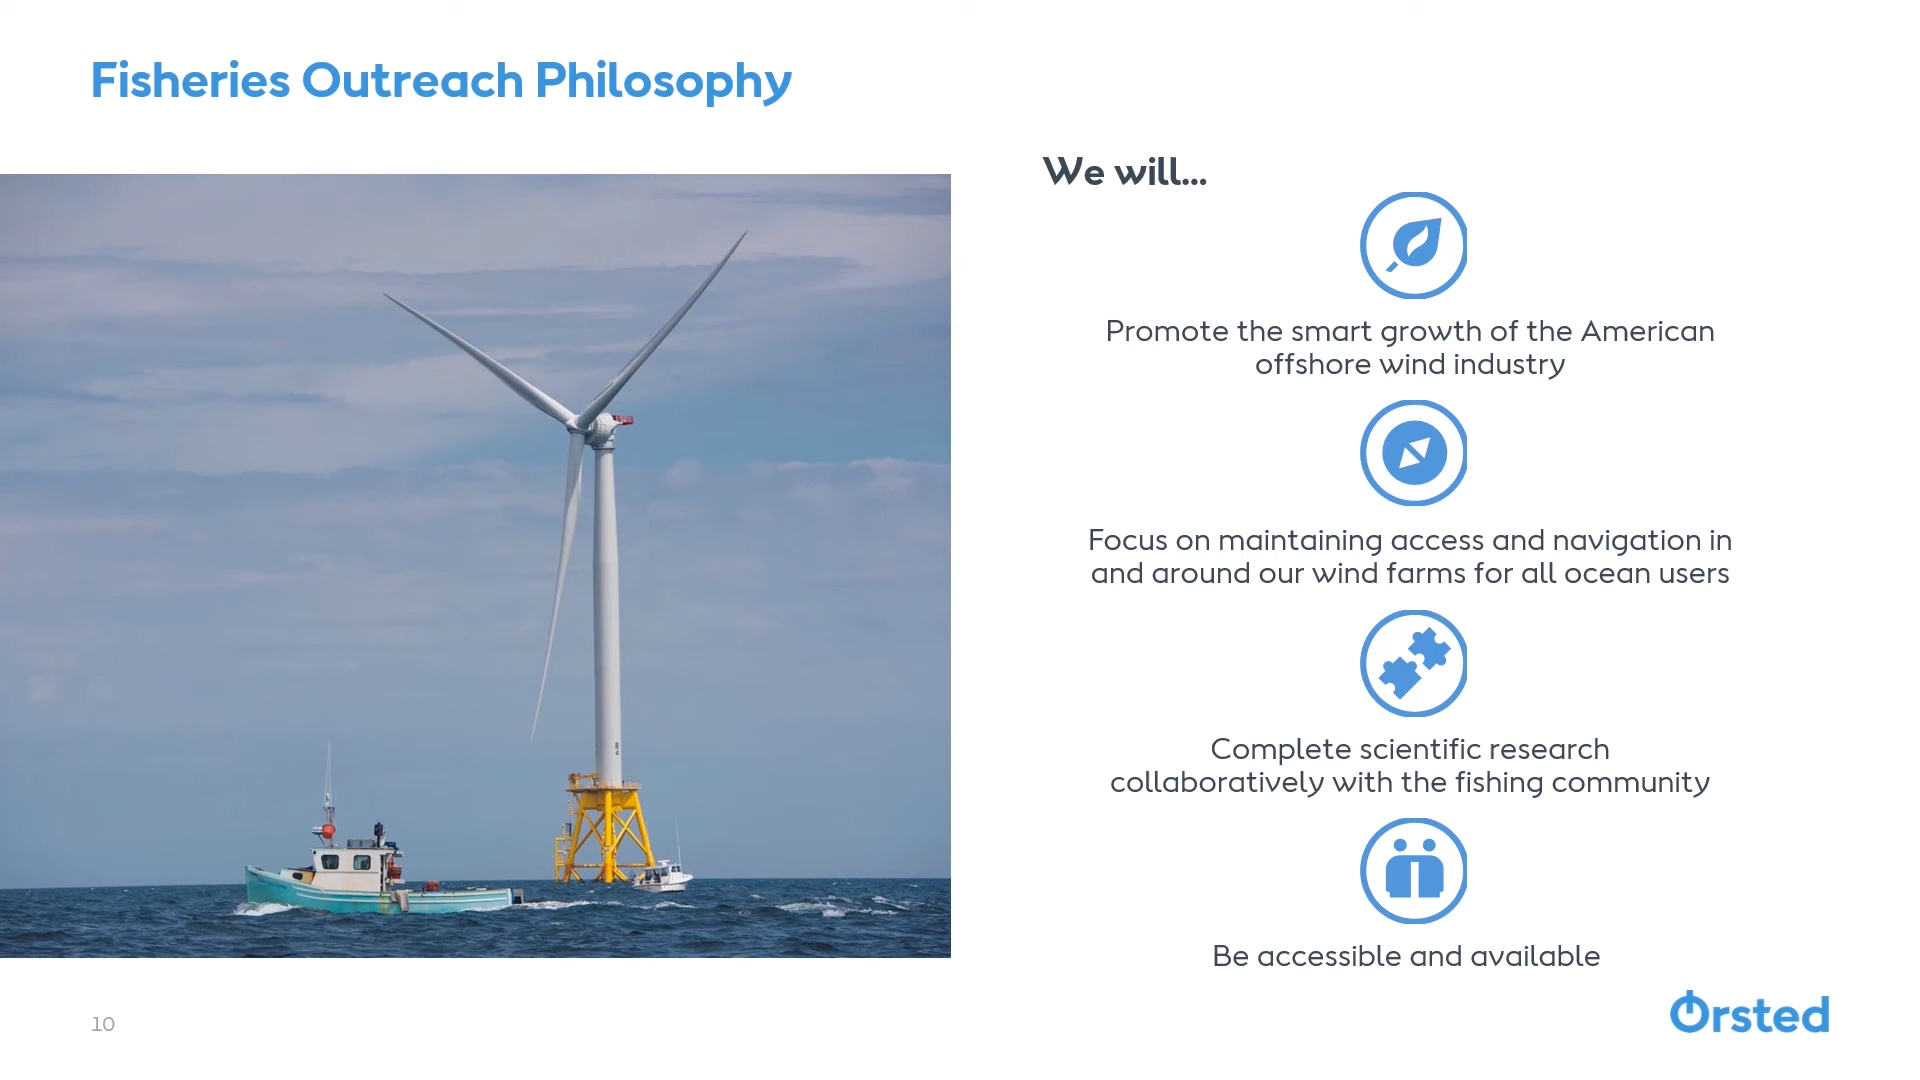 Fisheries Outreach Philosophy
We will...
Promote the smart growth of the American
offshore wind industry
Focus on maintaining access and navigation in
and around our wind farms for all ocean users
Complete scientific research
collaboratively with the fishing community
Be accessible and available
B
4
10
Ørsted